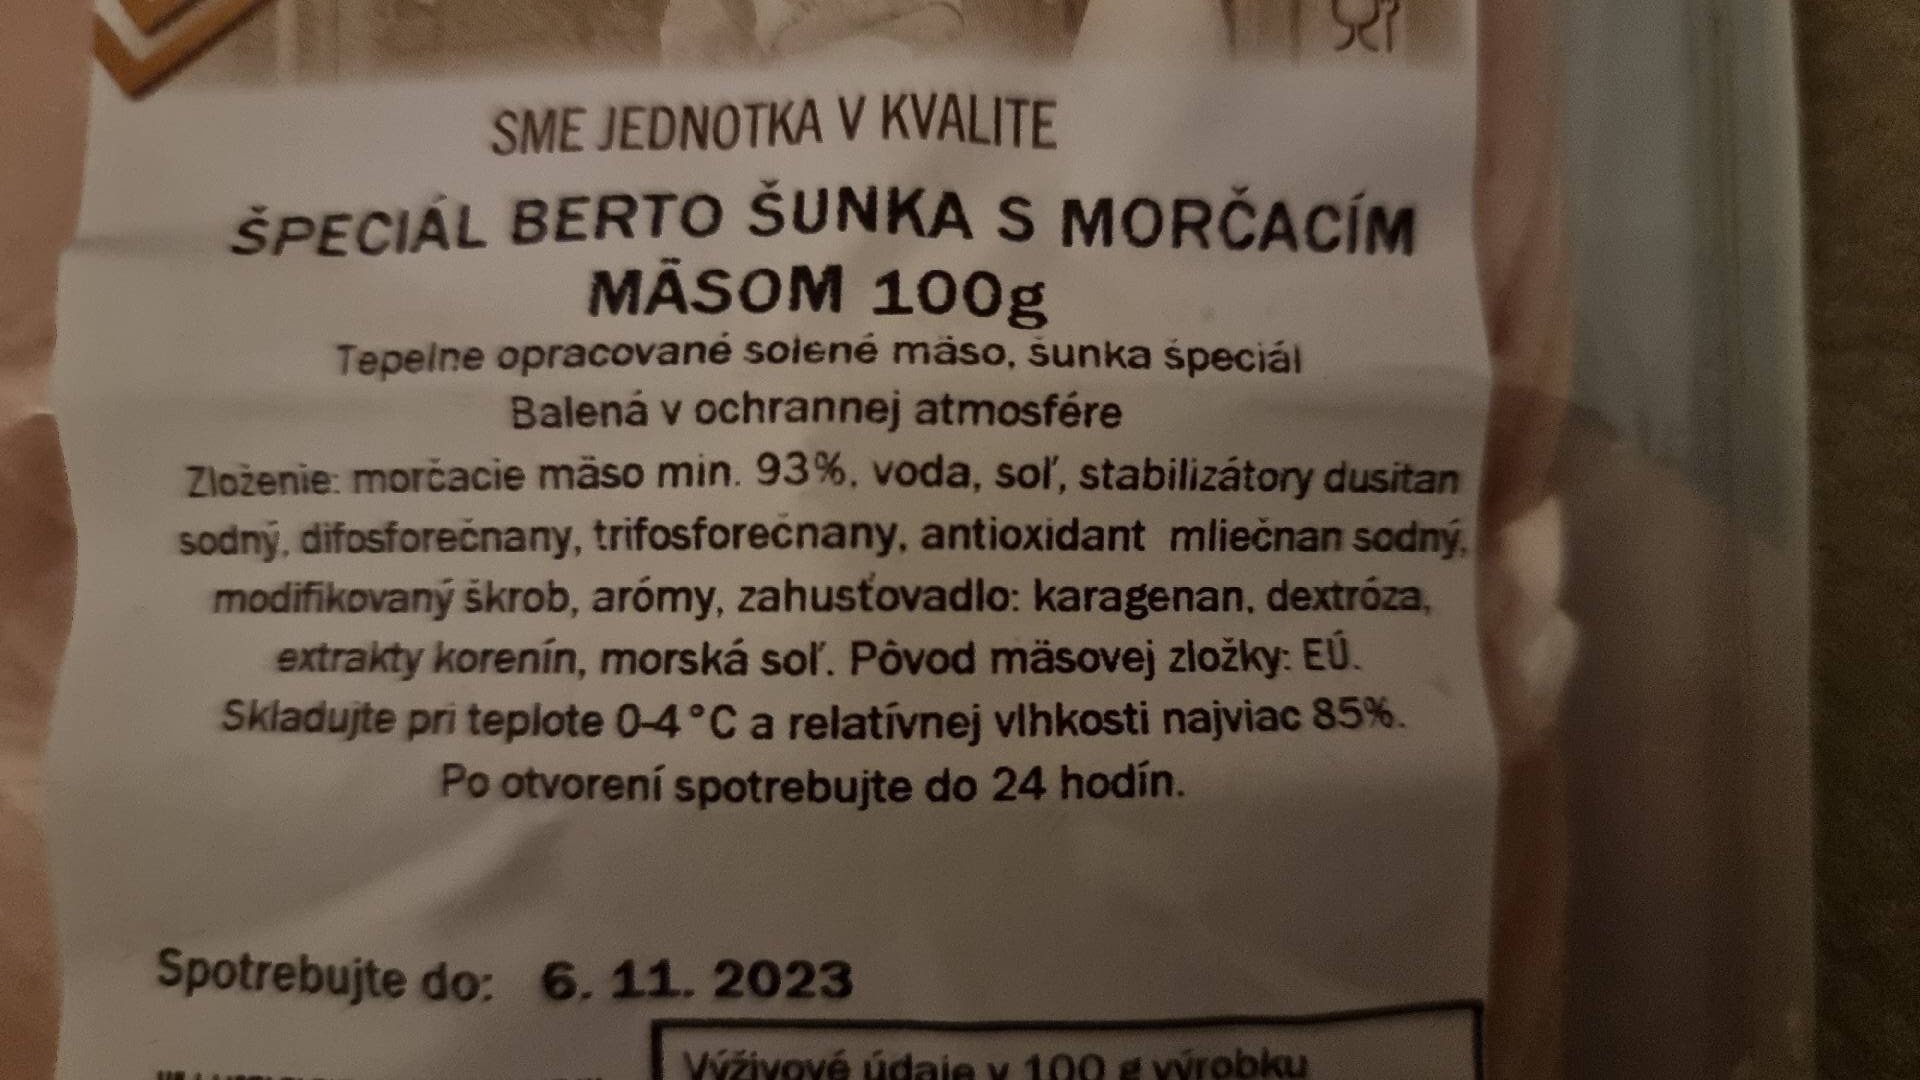 SME JEDNOTKA V KVALITE
ŠPECIÁL BERTO ŠUNKA S MORČACÍM
MÄSOM 100g
Tepelne opracované solené mäso, šunka špeciál
Balená v ochrannej atmosfére
Zloženie: morčacie mäso min. 93%, voda, soľ, stabilizátory dusitan
sodný, difosforečnany, trifosforečnany, antioxidant mliečnan sodný,
modifikovaný škrob, arómy, zahusťovadlo: karagenan, dextróza,
extrakty korenín, morská soľ. Pôvod mäsovej zložky: EÚ.
Skladujte pri teplote 0-4°C a relatívnej vlhkosti najviac 85%.
Po otvorení spotrebujte do 24 hodín.
Spotrebujte do: 6. 11. 2023
Výživové údaje v 100 g výrobku